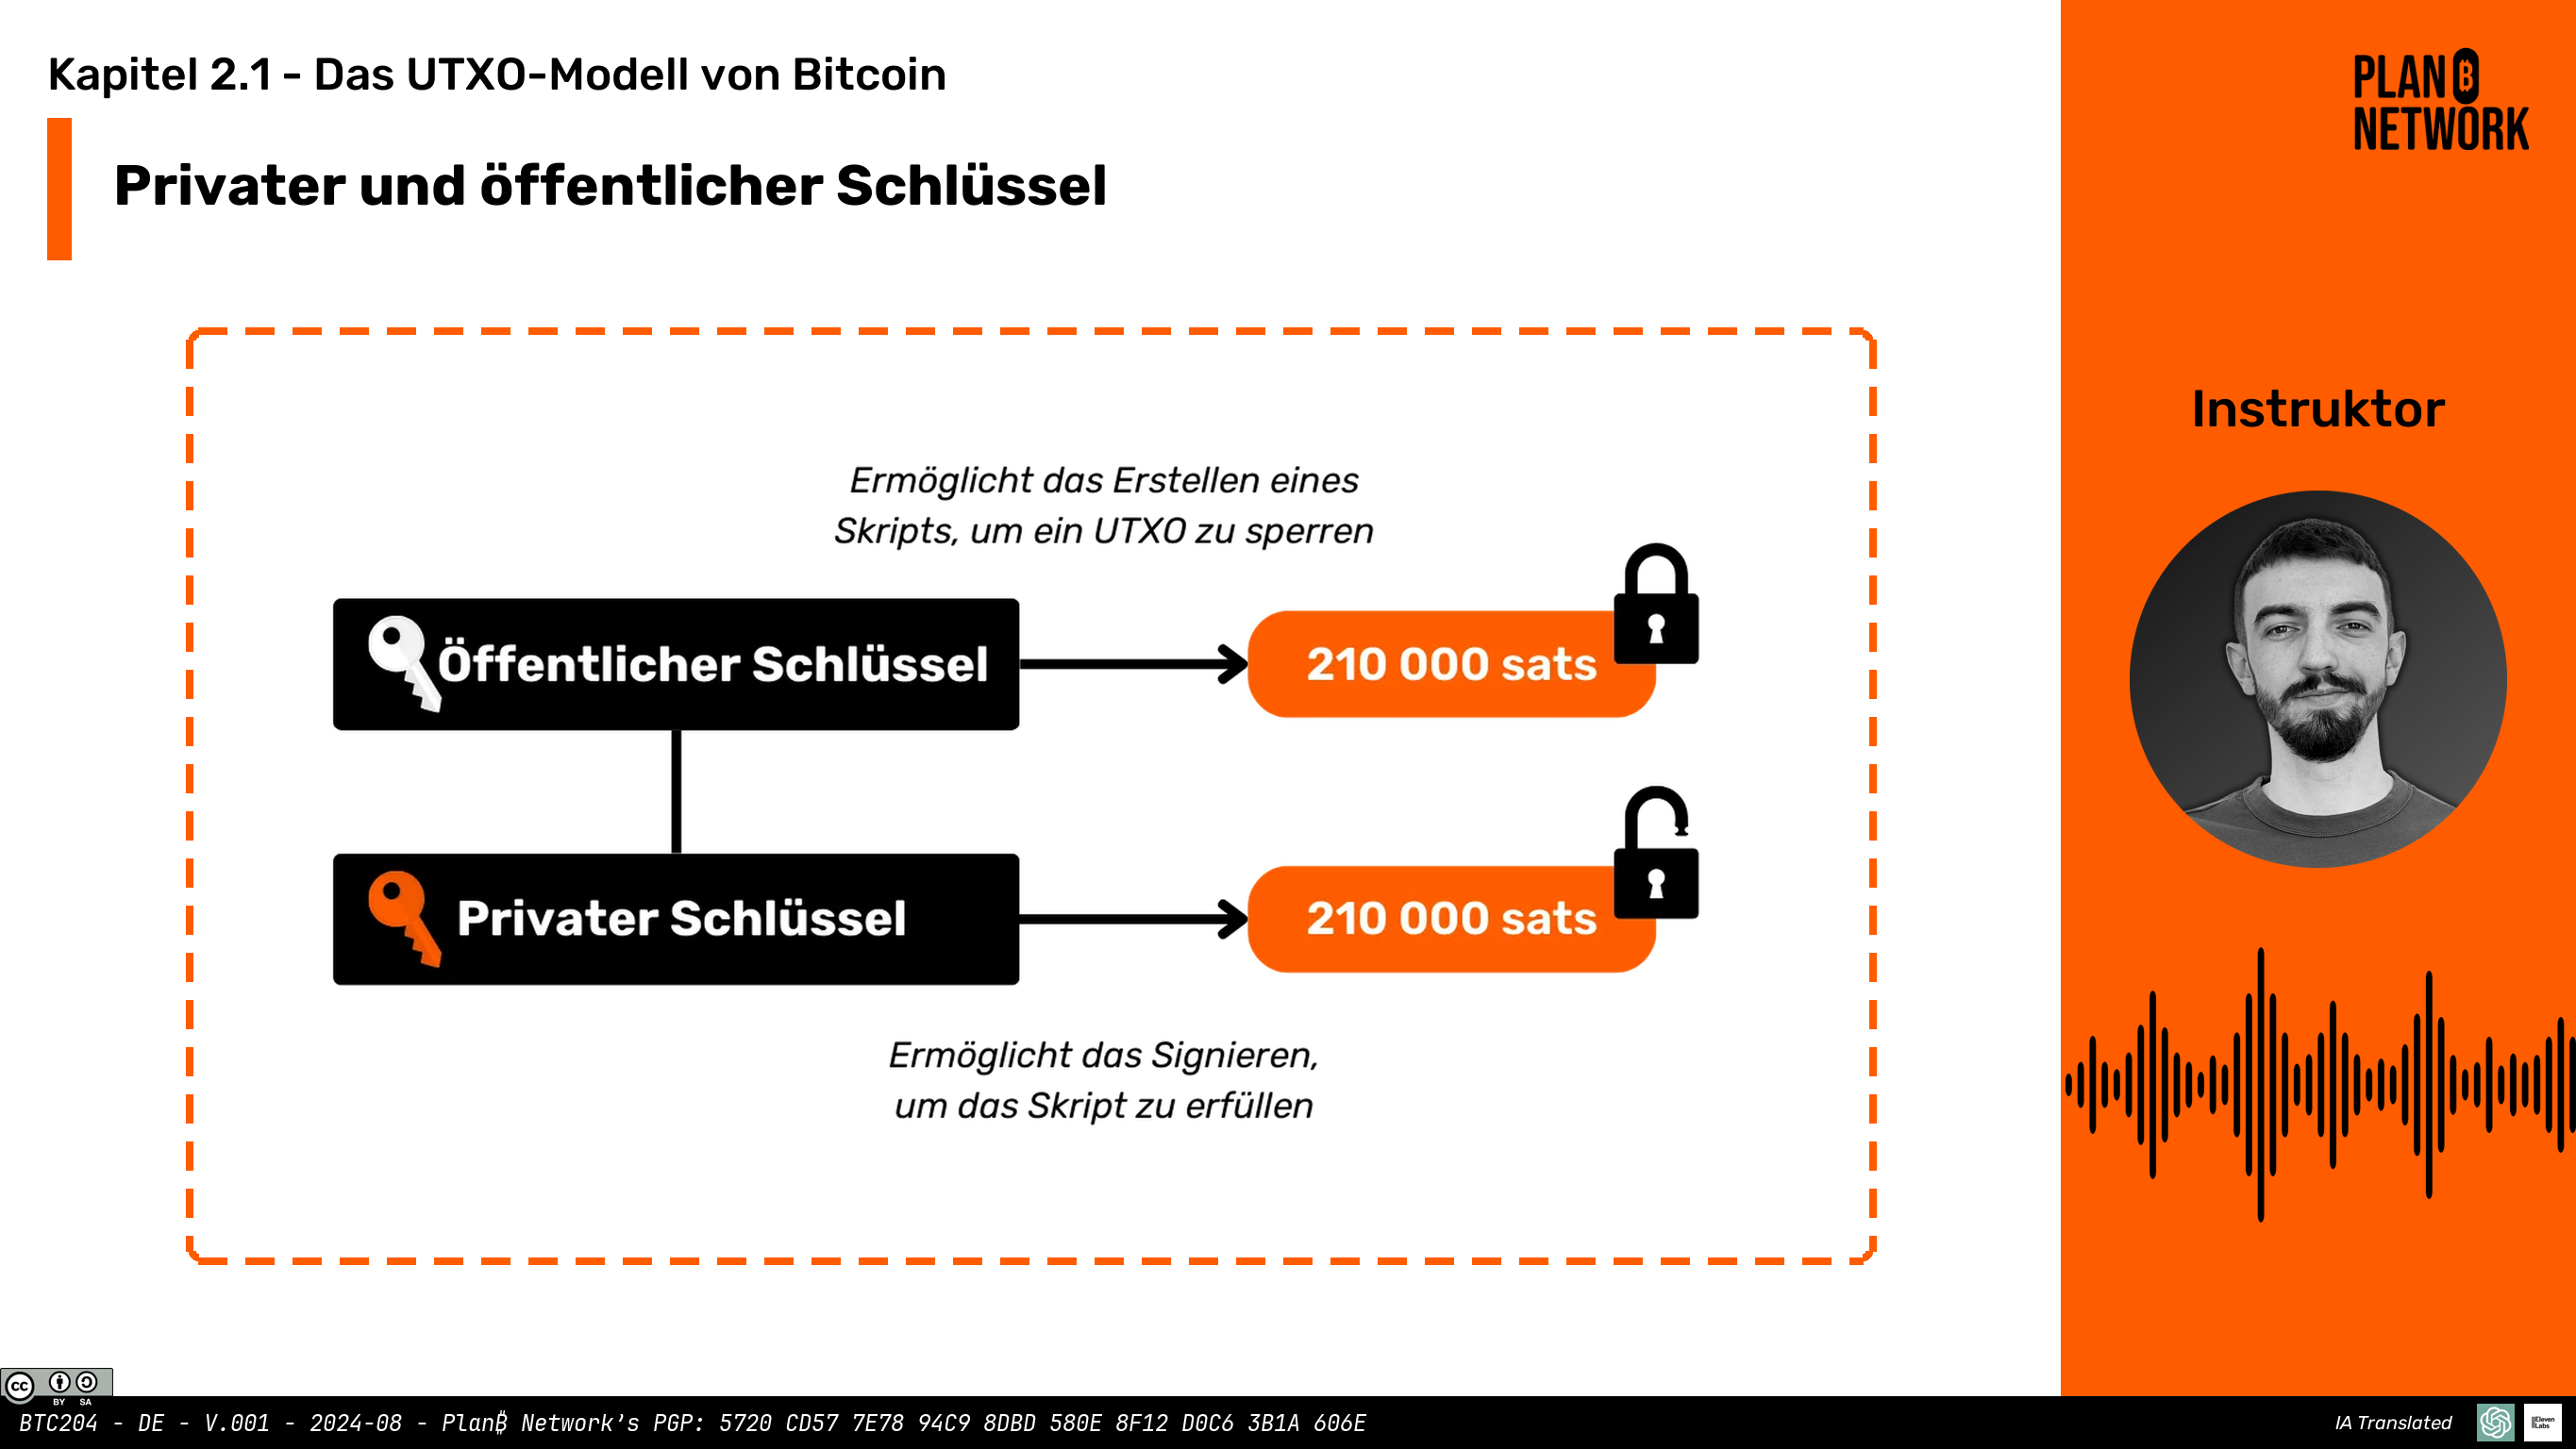 Kapitel 2.1 - Das UTXO-Modell von Bitcoin
Privater und öffentlicher Schlüssel
PLAN ₿
NETWORK
Instruktor
Ermöglicht das Erstellen eines
Skripts, um ein UTXO zu sperren
Öffentlicher Schlüssel
210 000 sats
Privater Schlüssel
210 000 sats
Ermöglicht das Signieren,
um das Skript zu erfüllen
cc
BY SA
BTC204 - DE - V.001 - 2024-08 - Plan₿ Network's PGP: 5720 CD57 7E78 94C9 8DBD 580E 8F12 D0C6 3B1A 606E
IA Translated
ElevenLabs